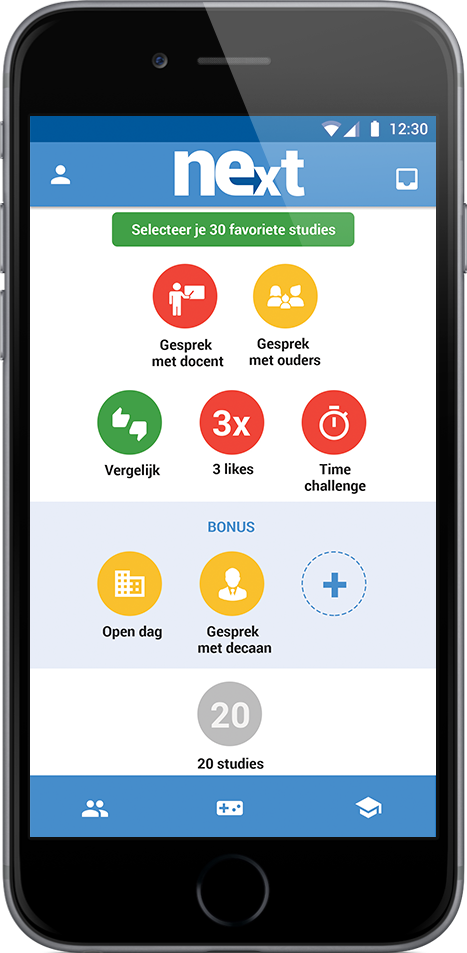 12:30
next
Selecteer je 30 favoriete studies
Gesprek
met docent
Gesprek
met ouders
Vergelijk
3x
3 likes
Time
challenge
BONUS
Open dag
Gesprek
met decaan
20
20 studies